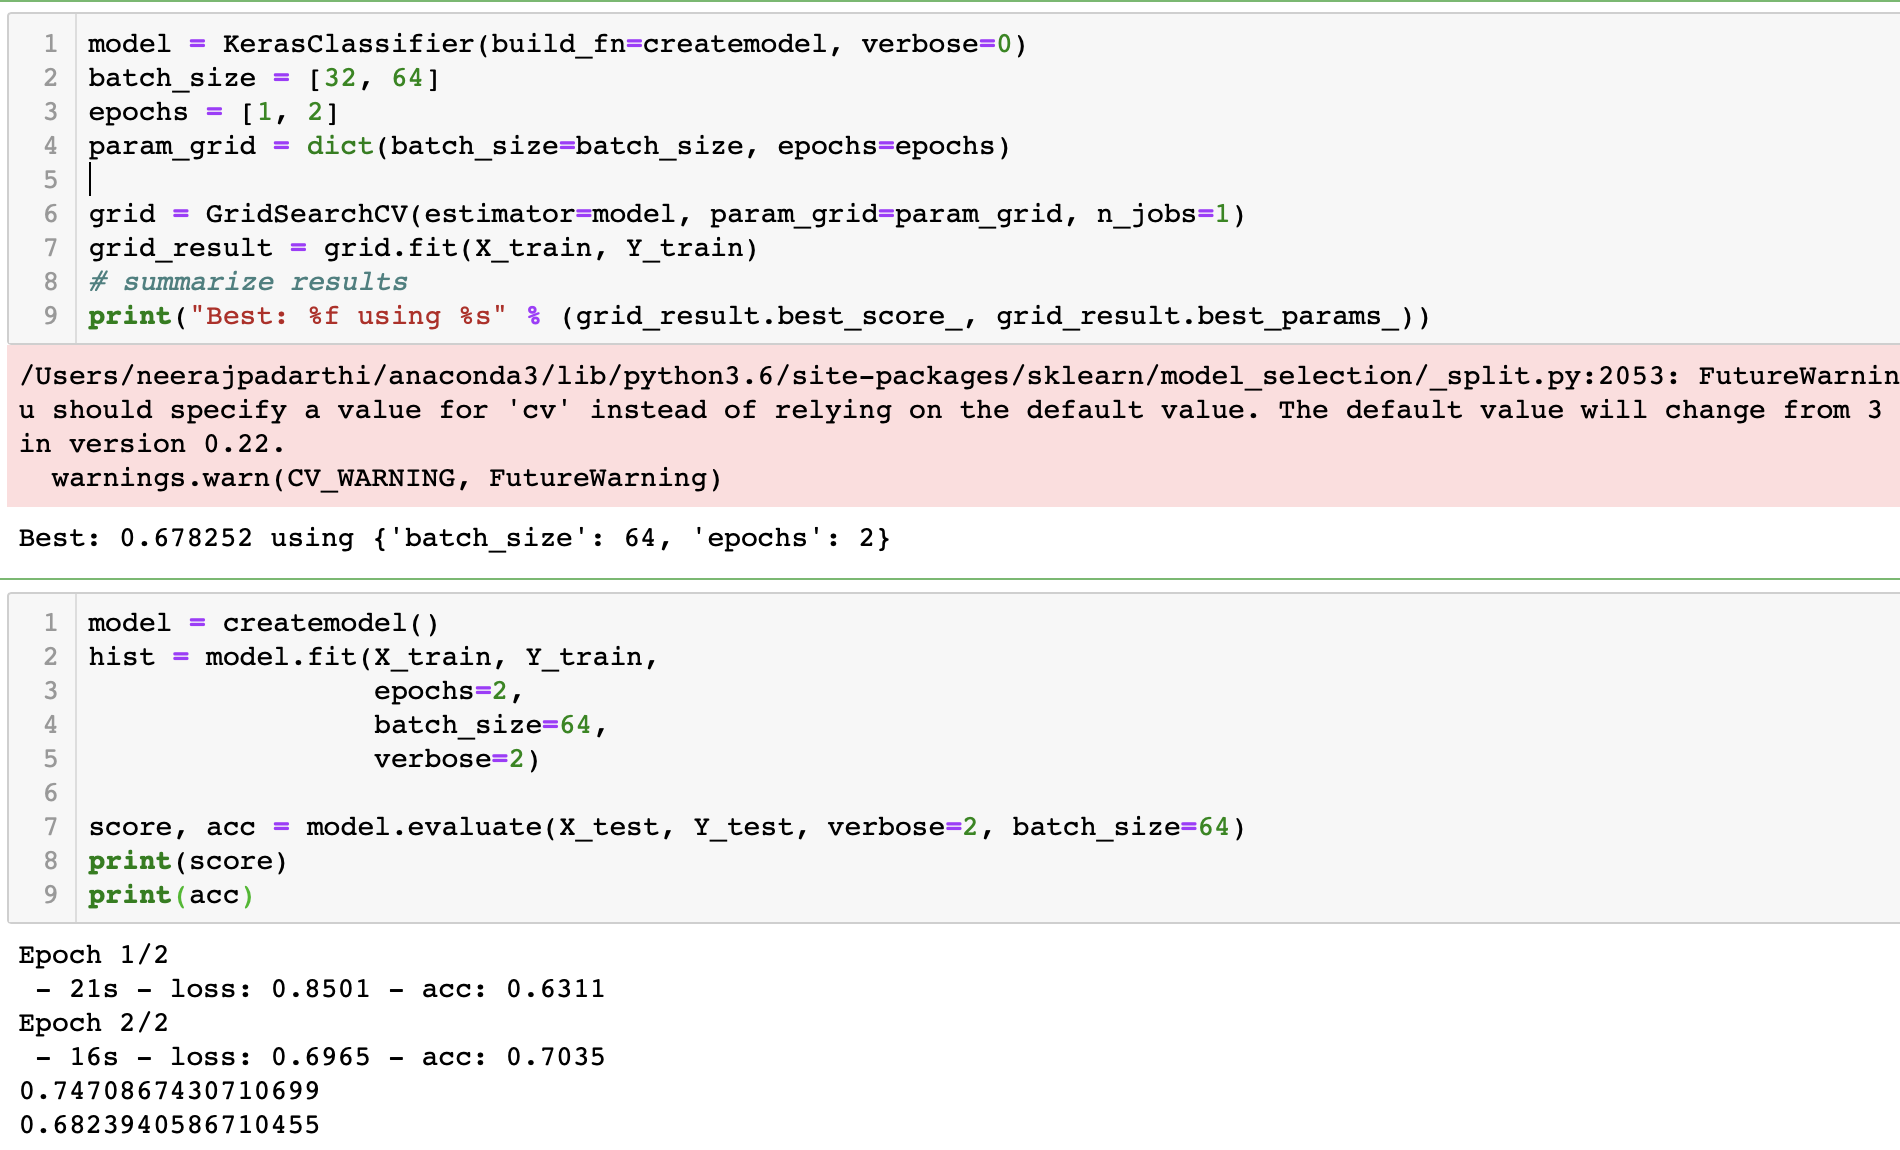 1 model = KerasClassifier(build_fn=createmodel, verbose=0)
2 batch_size = [32, 64]
3 epochs = [1, 2]
4 param_grid = dict(batch_size=batch_size, epochs=epochs)
5
6 grid = GridSearchCV(estimator=model, param_grid=param_grid, n_jobs=1)
7 grid_result = grid.fit(X_train, Y_train)
8 # summarize results
9 print("Best: %f using %s" % (grid_result.best_score_, grid_result.best_params_))
/Users/neerajpadarthi/anaconda3/lib/python3.6/site-packages/sklearn/model_selection/_split.py:2053: FutureWarnin
u should specify a value for 'cv' instead of relying on the default value. The default value will change from 3
in version 0.22.
  warnings.warn(CV_WARNING, FutureWarning)
Best: 0.678252 using {'batch_size': 64, 'epochs': 2}
1 model = createmodel()
2 hist = model.fit(X_train, Y_train,
3                  epochs=2,
4                  batch_size=64,
5                  verbose=2)
6
7 score, acc = model.evaluate(X_test, Y_test, verbose=2, batch_size=64)
8 print(score)
9 print(acc)
Epoch 1/2
 - 21s - loss: 0.8501 - acc: 0.6311
Epoch 2/2
 - 16s - loss: 0.6965 - acc: 0.7035
0.7470867430710699
0.6823940586710455